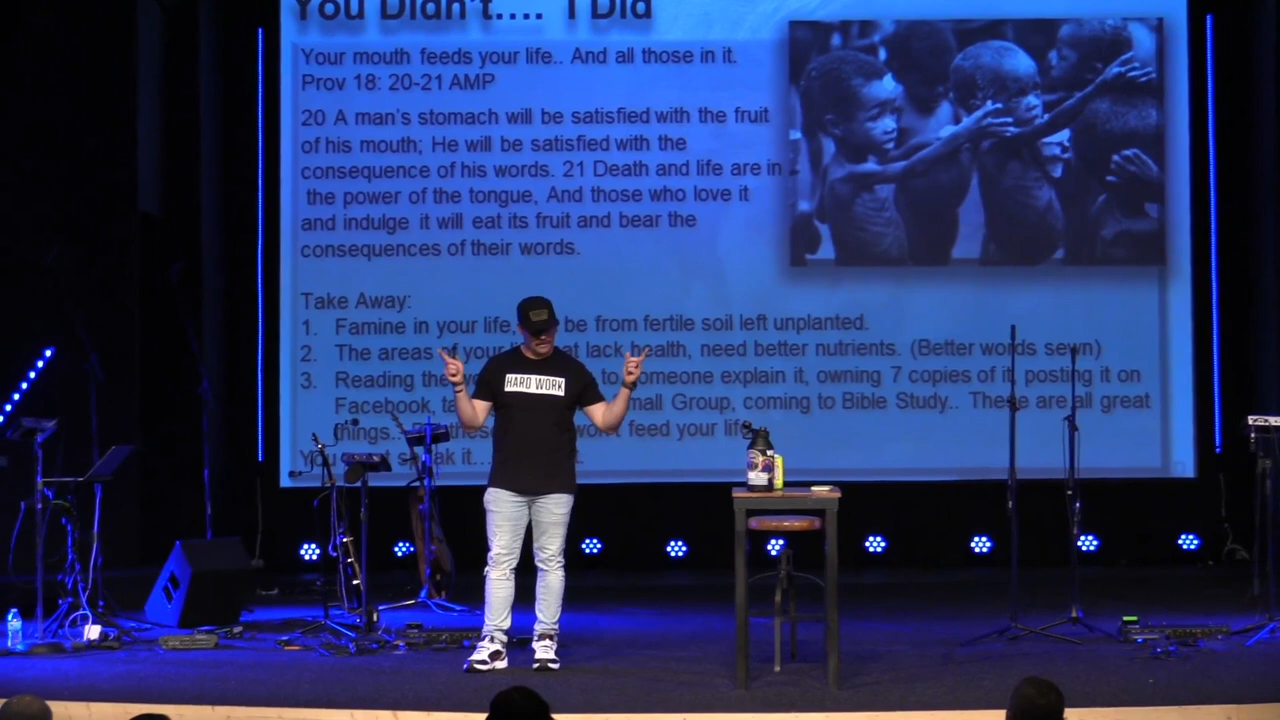 You Didn't.... I Did
Your mouth feeds your life.. And all those in it.
Prov 18: 20-21 AMP
20 A man's stomach will be satisfied with the fruit
of his mouth; He will be satisfied with the
consequence of his words. 21 Death and life are in
the power of the tongue, And those who love it
and indulge it will eat its fruit and bear the
consequences of their words.
Take Away:
1. Famine in your life, be from fertile soil left unplanted.
2. The areas of your lack health, need better nutrients. (Better words sewn)
3. Reading the to someone explain it, owning 7 copies of it, posting it on
Facebook, Small Group, coming to Bible Study.. These are all great
things.. these won't feed your life
You speak it...
HARD WORK